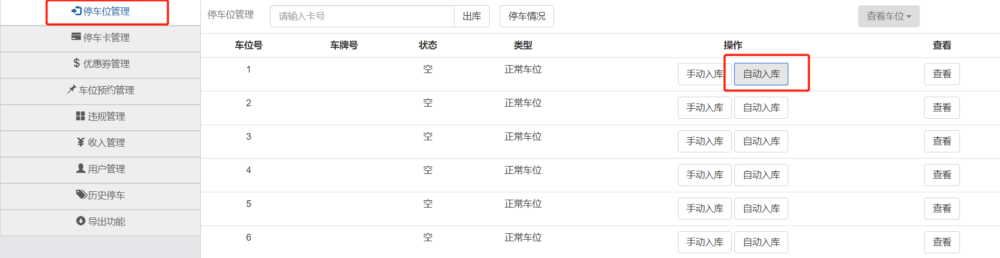 停车位管理
停车卡管理
优惠券管理
车位预约管理
违规管理
收入管理
用户管理
历史停车
导出功能
停车位管理 请输入卡号 出库 停车情况 查看车位
车位号 车牌号 状态 类型 操作 查看
1 空 正常车位 手动入库 自动入库 查看
2 空 正常车位 手动入库 自动入库 查看
3 空 正常车位 手动入库 自动入库 查看
4 空 正常车位 手动入库 自动入库 查看
5 空 正常车位 手动入库 自动入库 查看
6 空 正常车位 手动入库 自动入库 查看